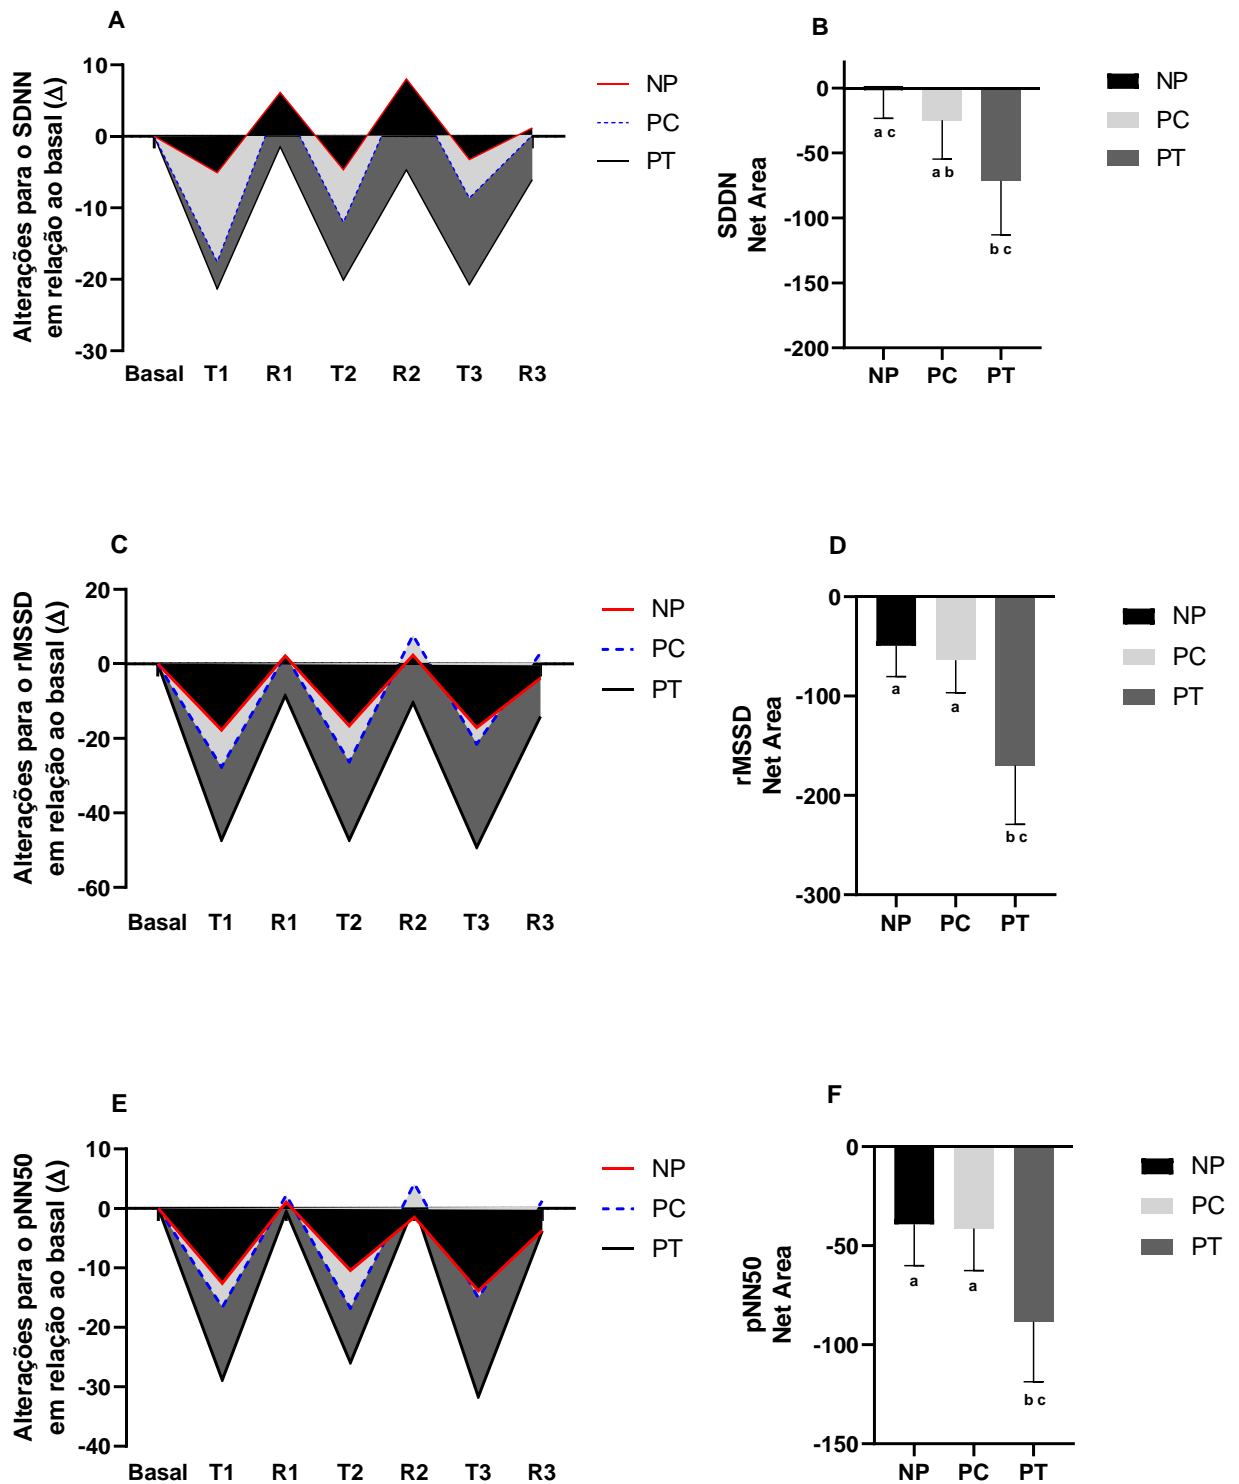 A
Alterações para o SDNN
em relação ao basal (Δ)
10
0
-10
-20
-30
Basal T1 R1 T2 R2 T3 R3
NP
PC
PT
B
SDDN
Net Area
0
-50
-100
-150
-200
a c
a b
b c
NP PC PT
NP
PC
PT
C
Alterações para o rMSSD
em relação ao basal (Δ)
20
0
-20
-40
-60
Basal T1 R1 T2 R2 T3 R3
NP
PC
PT
D
rMSSD
Net Area
0
-100
-200
-300
a
a
b c
NP PC PT
NP
PC
PT
E
Alterações para o pNN50
em relação ao basal (Δ)
10
0
-10
-20
-30
-40
Basal T1 R1 T2 R2 T3 R3
NP
PC
PT
F
pNN50
Net Area
0
-50
-100
-150
a
a
b c
NP PC PT
NP
PC
PT